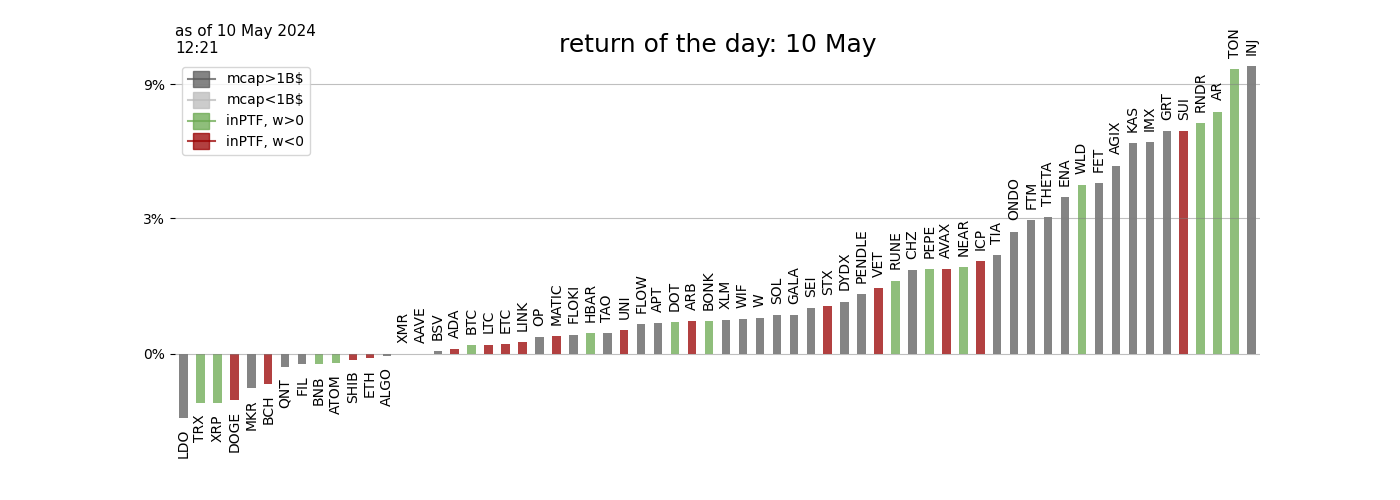 as of 10 May 2024
12:21
return of the day: 10 May
mcap>1B$
mcap<1B$
inPTF, w>0
inPTF, w<0
9%
3%
0%
LDO
TRX
XRP
DOGE
MKR
BCH
QNT
FIL
BNB
ATOM
SHIB
ETH
ALGO
XMR
AAVE
BSV
ADA
BTC
LTC
ETC
LINK
OP
MATIC
FLOKI
HBAR
TAO
UNI
FLOW
APT
DOT
ARB
BONK
XLM
WIF
W
SOL
GALA
SEI
STX
DYDX
PENDLE
VET
RUNE
CHZ
PEPE
AVAX
NEAR
ICP
TIA
ONDO
FTM
THETA
ENA
WLD
FET
AGIX
KAS
IMX
GRT
SUI
RNDR
AR
TON
INJ